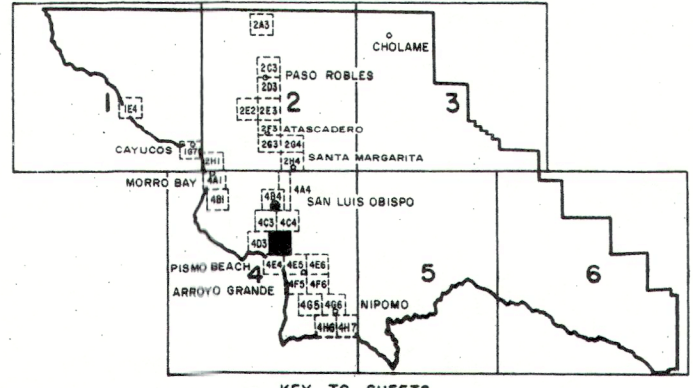 2A3
CHOLAME
2C3
PASO ROBLES
2D3
1
1E4
2E2 2E3
2
3
2F3 ATASCADERO
CAYUCOS
2G3 2G4
2H1
2H4
SANTA MARGARITA
MORRO BAY
4A1
4A4
4B1
4B4
SAN LUIS OBISPO
4C3 4C4
4D3
PISMO BEACH
4
4E4 4E5 4E6
5
6
ARROYO GRANDE
4F5 4F6
4G5 4G6
NIPOMO
4H6 4H7
KEY TO SHEETS